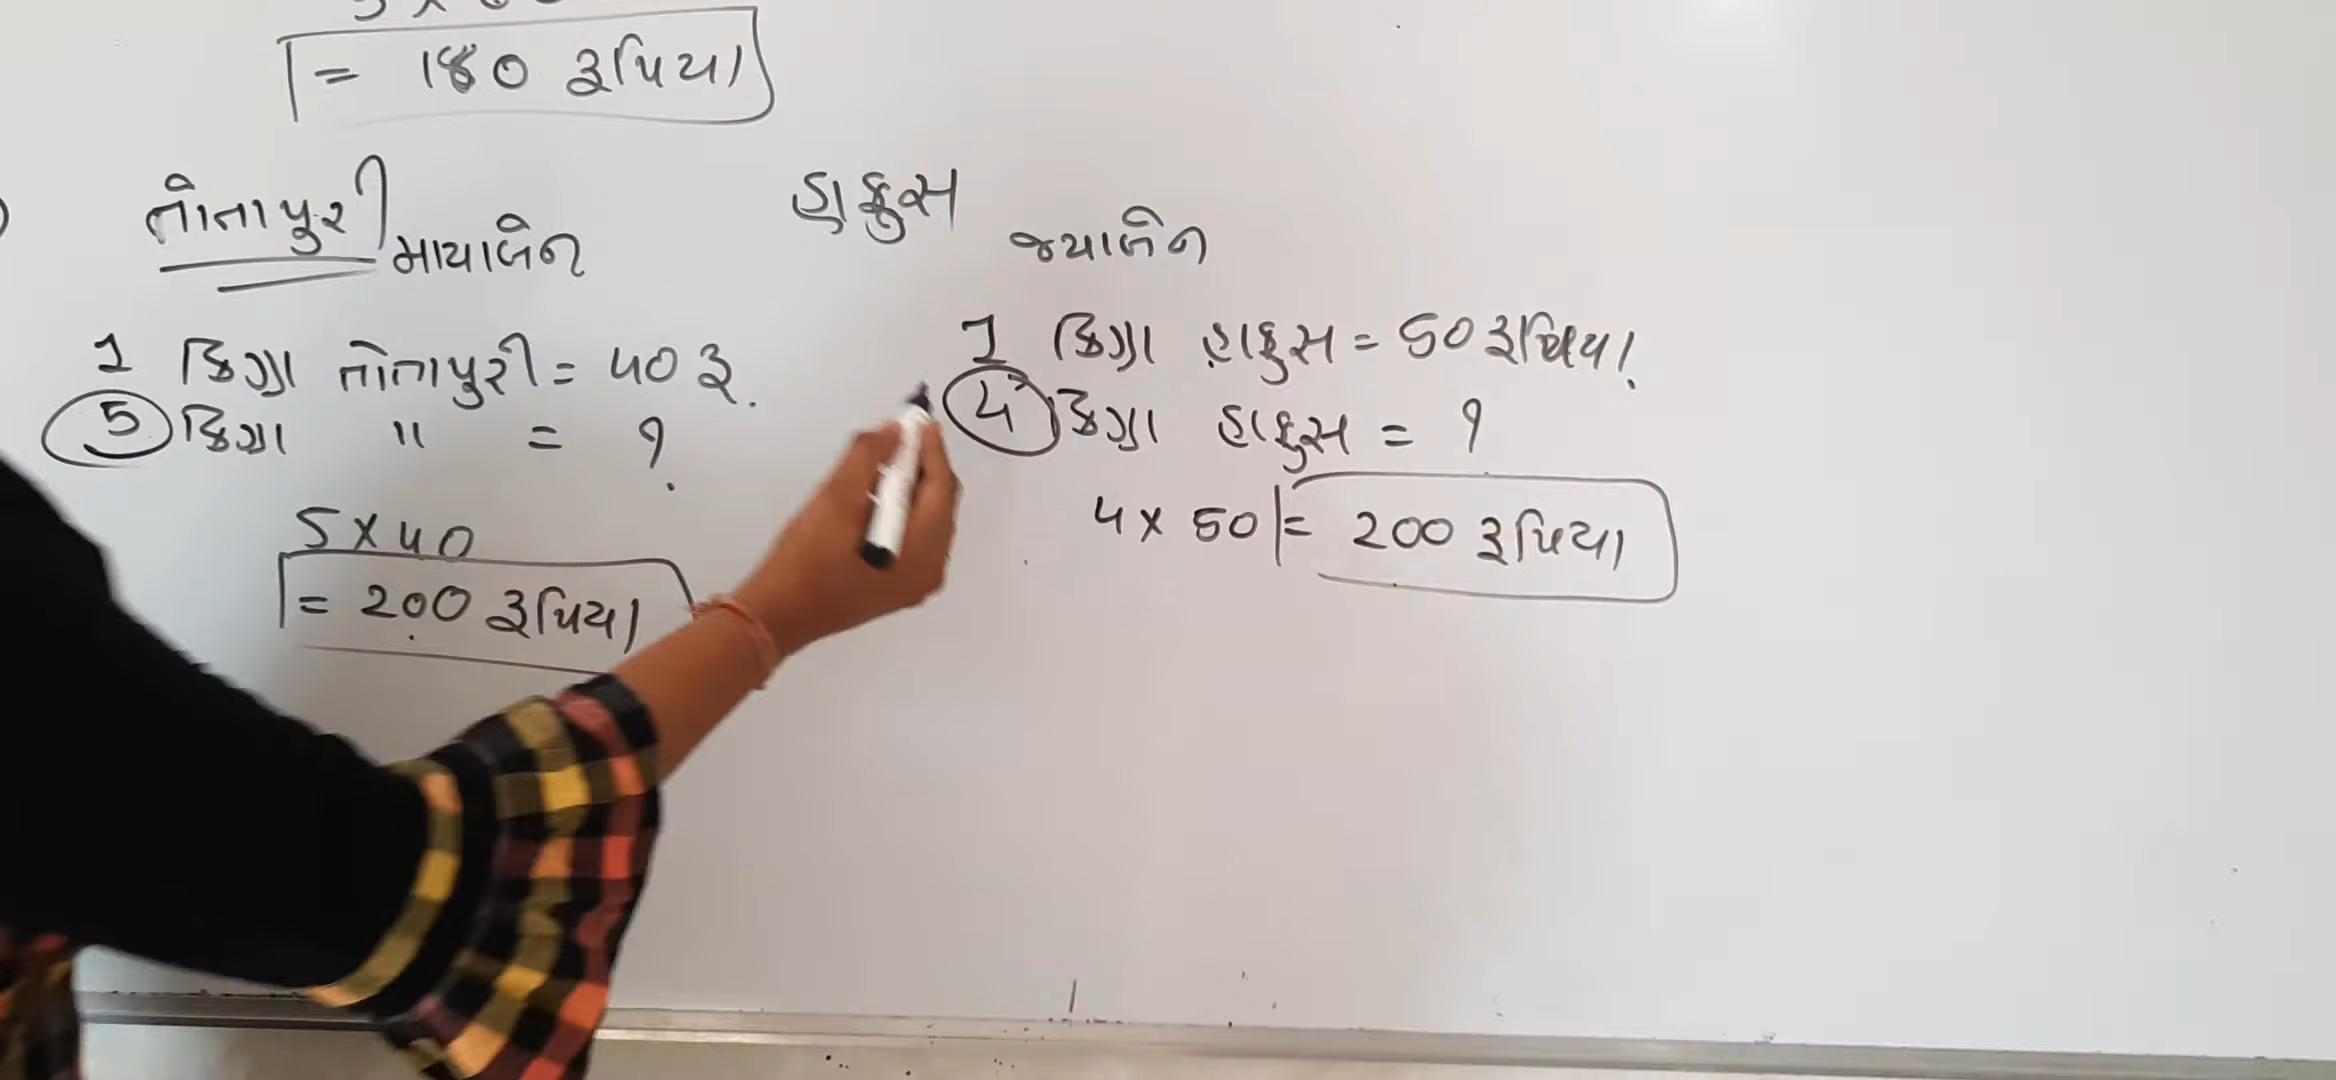 = 180 રૂપિયા
તોતાપુરી
માયાબેન
1 કિગ્રા તોતાપુરી = 40 રૂ.
5 કિગ્રા " = ?
5 x 40
= 200 રૂપિયા
હાફુસ
જયાબેન
1 કિગ્રા હાફુસ = 50 રૂપિયા.
4 કિગ્રા હાફુસ = ?
4 x 50 = 200 રૂપિયા